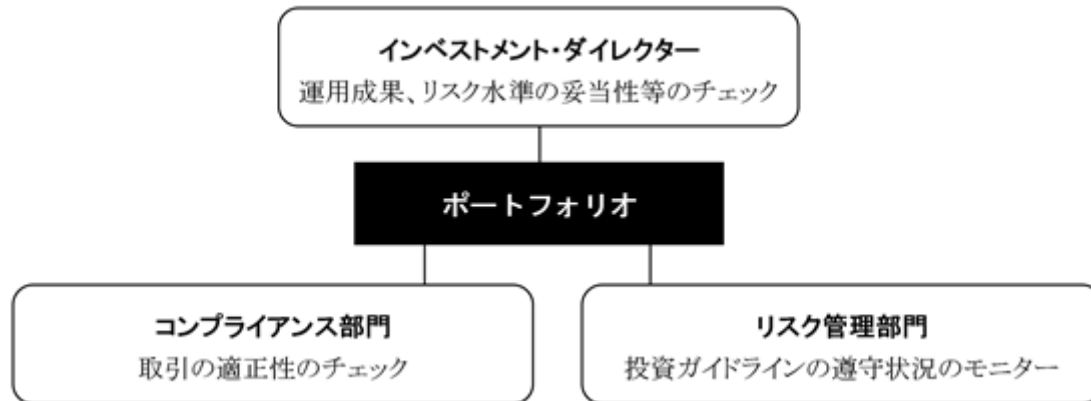 インベストメント・ダイレクター
運用成果、リスク水準の妥当性等のチェック
ポートフォリオ
コンプライアンス部門
取引の適正性のチェック
リスク管理部門
投資ガイドラインの遵守状況のモニター